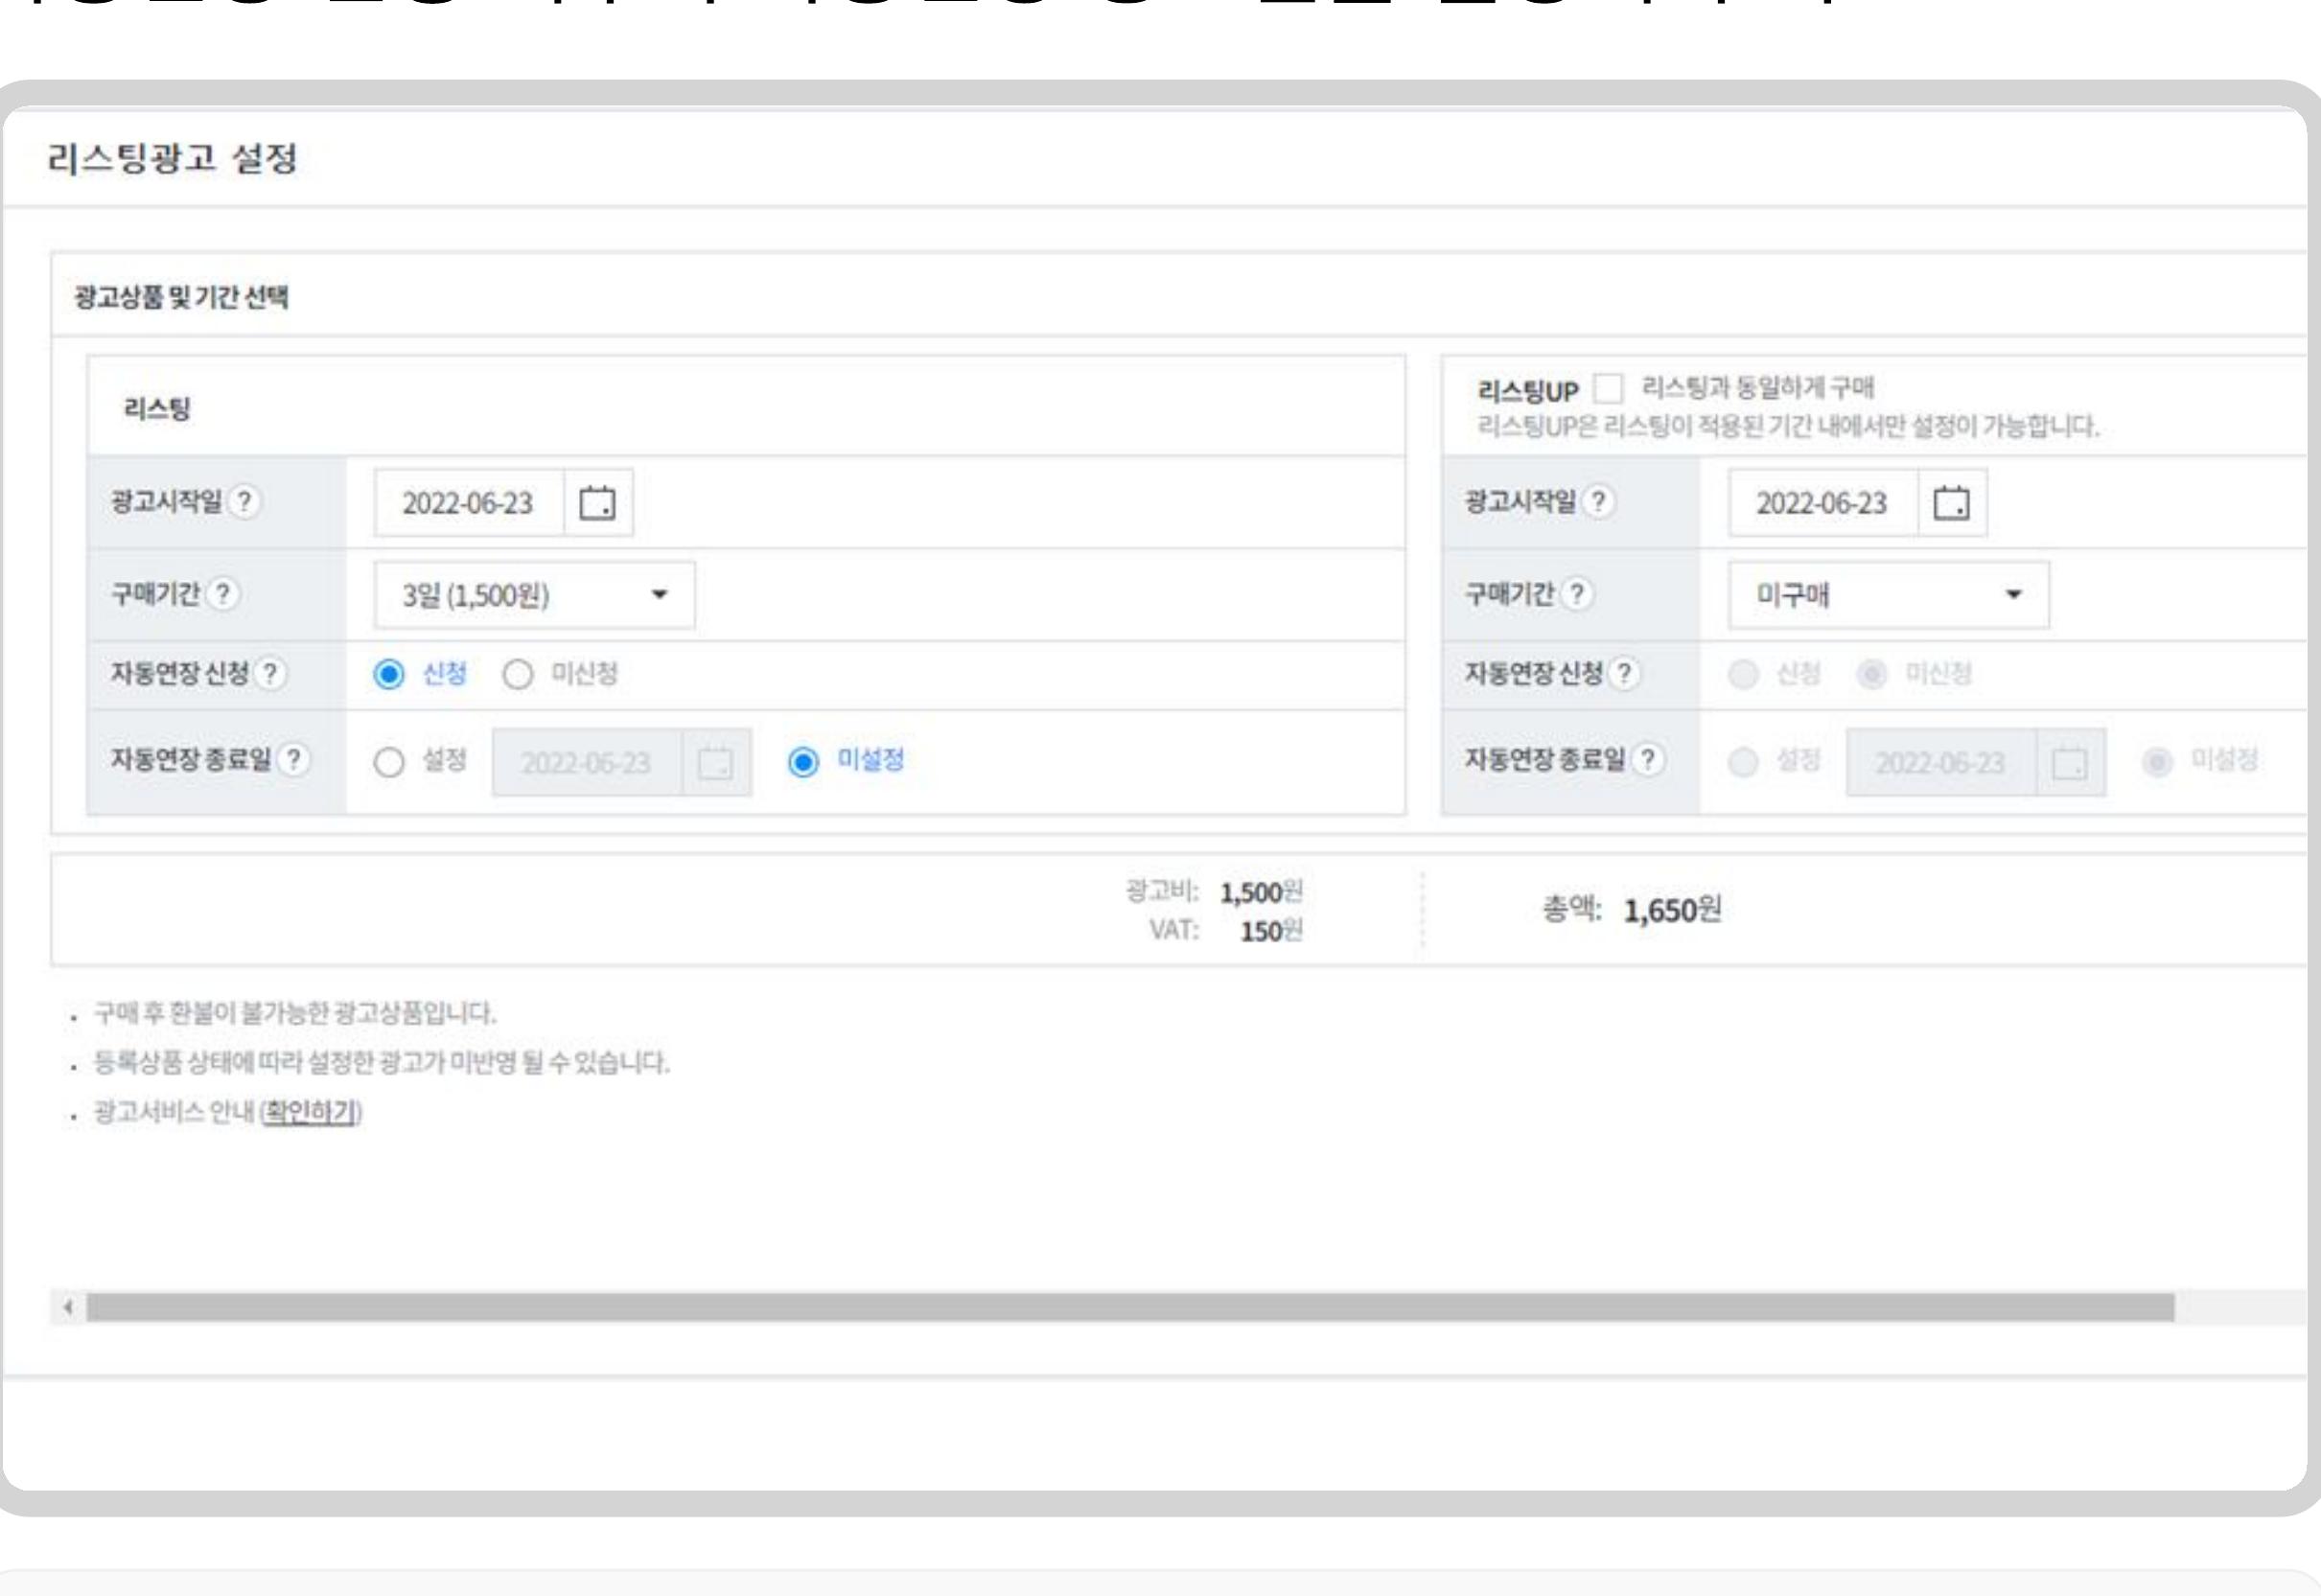 리스팅광고 설정
광고상품 및 기간 선택
리스팅
광고시작일 ? 2022-06-23
구매기간 ? 3일 (1,500원)
자동연장 신청 ? 신청 미신청
자동연장 종료일 ? 설정 2022-06-23 미설정
리스팅UP 리스팅과 동일하게 구매
리스팅UP은 리스팅이 적용된 기간 내에서만 설정이 가능합니다.
광고시작일 ? 2022-06-23
구매기간 ? 미구매
자동연장 신청 ? 신청 미신청
자동연장 종료일 ? 설정 2022-06-23 미설정
광고비: 1,500원
VAT: 150원
총액: 1,650원
. 구매 후 환불이 불가능한 광고상품입니다.
. 등록상품 상태에 따라 설정한 광고가 미반영 될 수 있습니다.
. 광고서비스 안내 (확인하기)